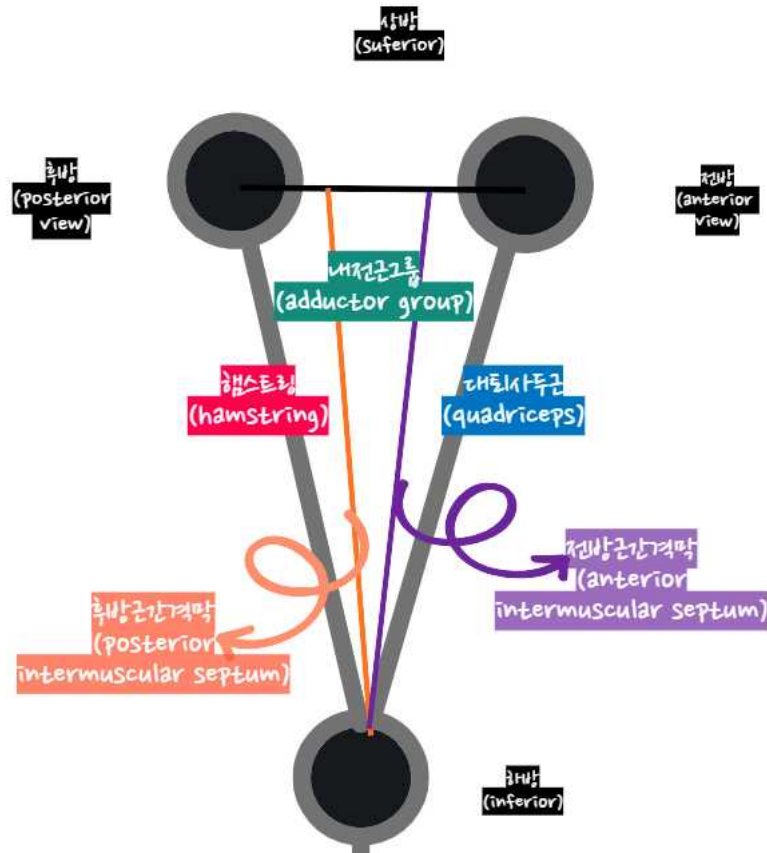 상방
(suferior)
후방
(posterior
view)
전방
(anterior
view)
내전근그룹
(adductor group)
햄스트링
(hamstring)
대퇴사두근
(quadriceps)
전방근간격막
(anterior
intermuscular septum)
후방근간격막
(posterior
intermuscular septum)
하방
(inferior)